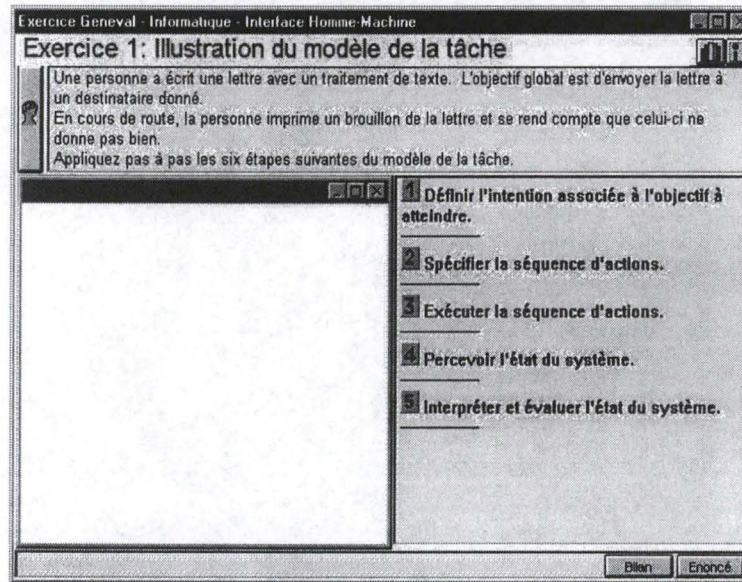 Exercice Geneval - Informatique - Interface Homme-Machine
Exercice 1: Illustration du modèle de la tâche
Une personne a écrit une lettre avec un traitement de texte. L'objectif global est d'envoyer la lettre à
un destinataire donné.
En cours de route, la personne imprime un brouillon de la lettre et se rend compte que celui-ci ne
donne pas bien.
Appliquez pas à pas les six étapes suivantes du modèle de la tâche.
1 Définir l'intention associée à l'objectif à
atteindre.
2 Spécifier la séquence d'actions.
3 Exécuter la séquence d'actions.
4 Percevoir l'état du système.
5 Interpréter et évaluer l'état du système.
Bilan Enoncé